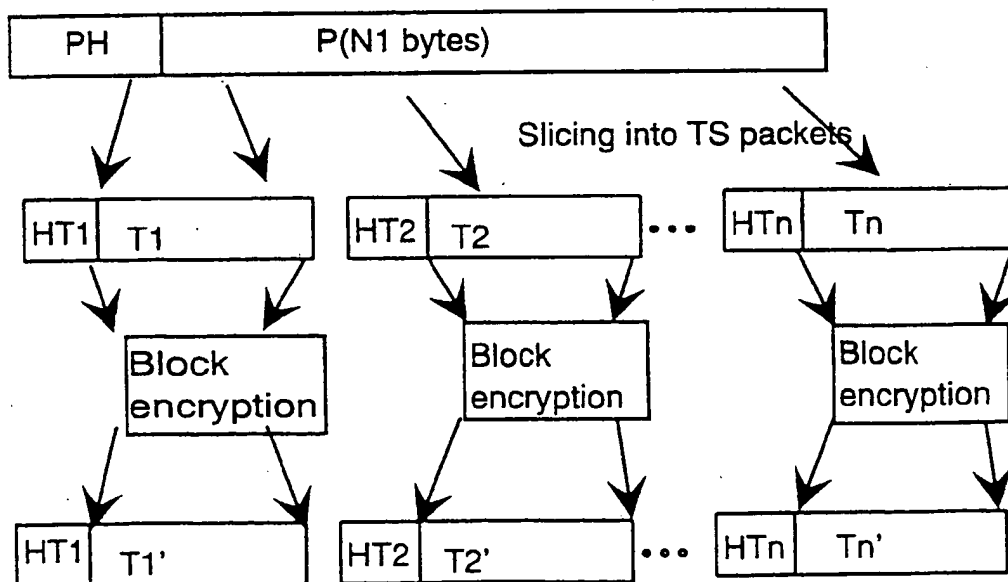 PH P(N1 bytes)
Slicing into TS packets
HT1 T1 HT2 T2 ••• HTn Tn
Block encryption Block encryption Block encryption
HT1 T1' HT2 T2' ••• HTn Tn'